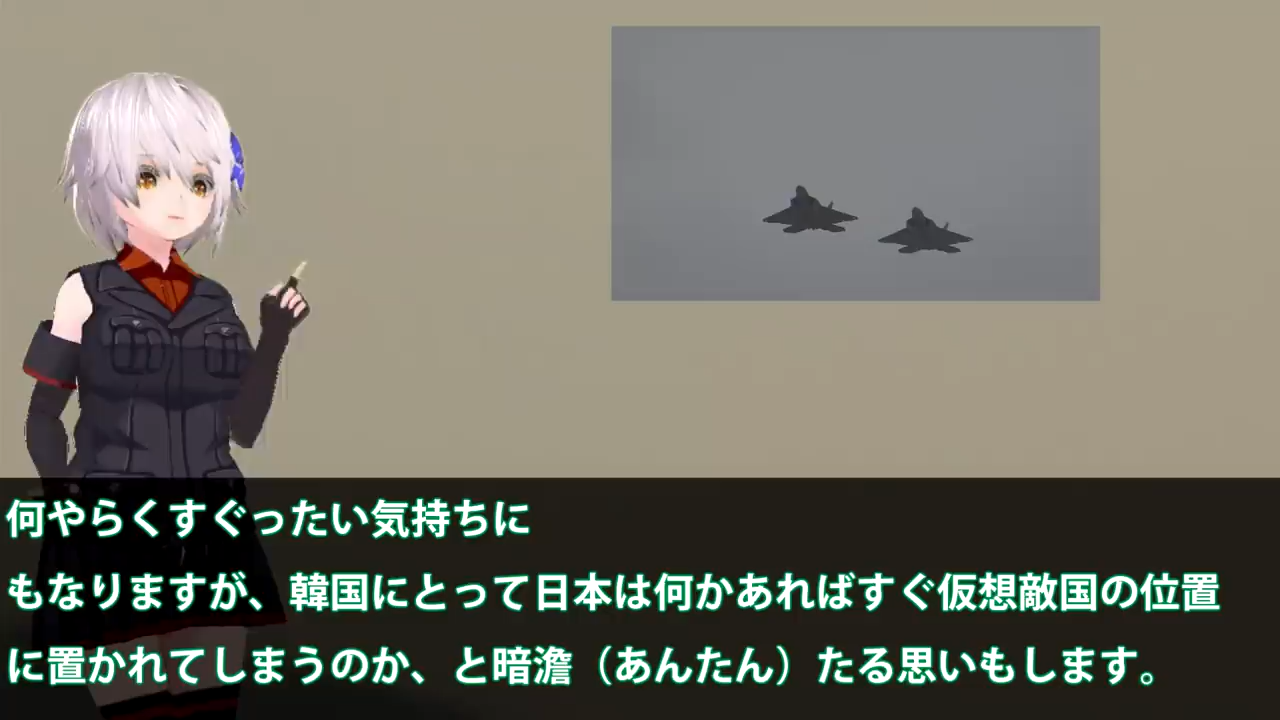 何やらくすぐったい気持ちに
もなりますが、韓国にとって日本は何かあればすぐ仮想敵国の位置
に置かれてしまうのか、と暗澹（あんたん）たる思いもします。